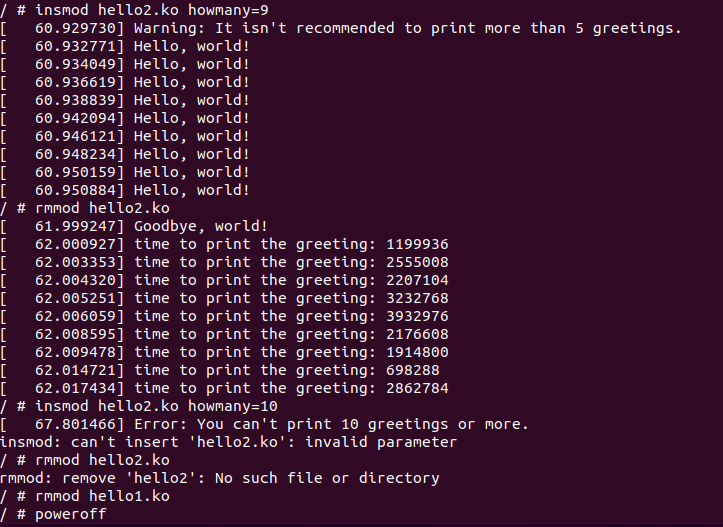 / # insmod hello2.ko howmany=9
[   60.929730] Warning: It isn't recommended to print more than 5 greetings.
[   60.932771] Hello, world!
[   60.934049] Hello, world!
[   60.936619] Hello, world!
[   60.938839] Hello, world!
[   60.942094] Hello, world!
[   60.946121] Hello, world!
[   60.948234] Hello, world!
[   60.950159] Hello, world!
[   60.950884] Hello, world!
/ # rmmod hello2.ko
[   61.999247] Goodbye, world!
[   62.000927] time to print the greeting: 1199936
[   62.003353] time to print the greeting: 2555008
[   62.004320] time to print the greeting: 2207104
[   62.005251] time to print the greeting: 3232768
[   62.006059] time to print the greeting: 3932976
[   62.008595] time to print the greeting: 2176608
[   62.009478] time to print the greeting: 1914800
[   62.014721] time to print the greeting: 698288
[   62.017434] time to print the greeting: 2862784
/ # insmod hello2.ko howmany=10
[   67.801466] Error: You can't print 10 greetings or more.
insmod: can't insert 'hello2.ko': invalid parameter
/ # rmmod hello2.ko
rmmod: remove 'hello2': No such file or directory
/ # rmmod hello1.ko
/ # poweroff